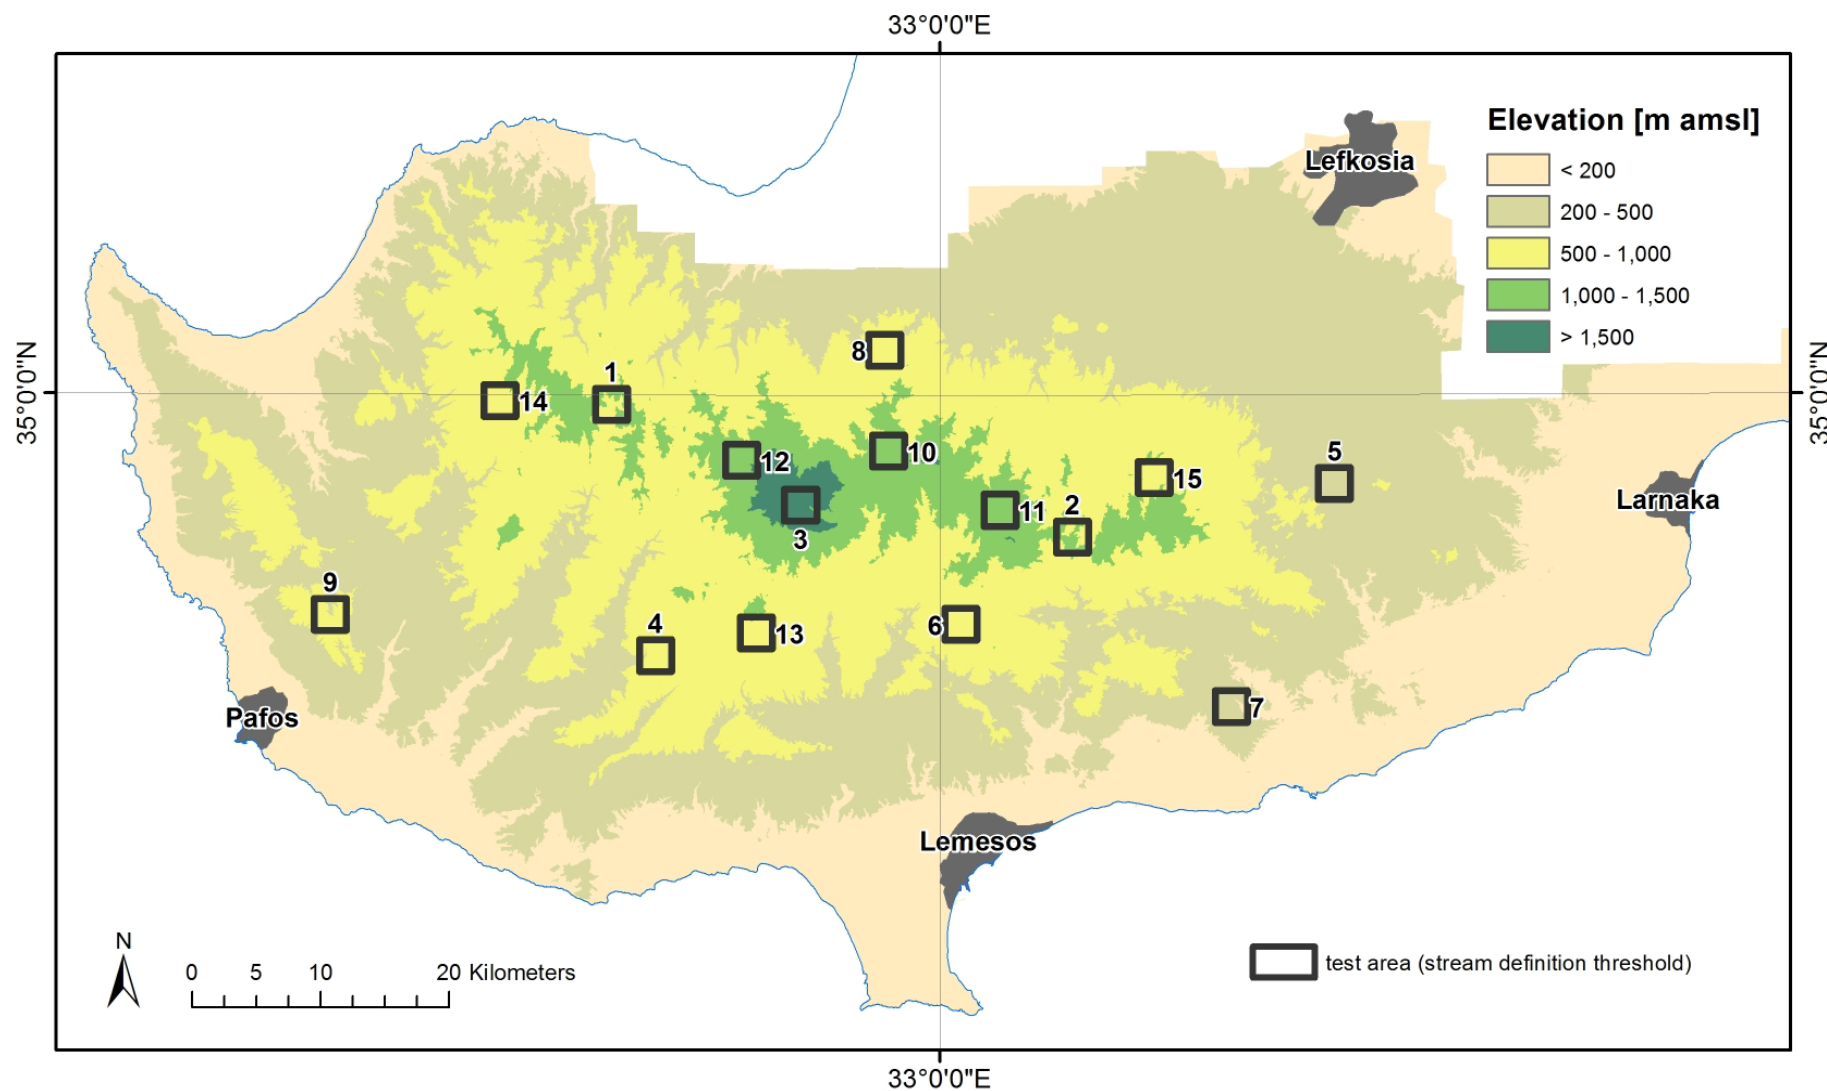 33°0'0"E
Elevation [m amsl]
< 200
200 - 500
500 - 1,000
1,000 - 1,500
> 1,500
Lefkosia
35°0'0"N
35°0'0"N
8
1
14
12
10
5
15
3
11
2
Larnaka
9
4
13
6
7
Pafos
Lemesos
N
0 5 10 20 Kilometers
test area (stream definition threshold)
33°0'0"E